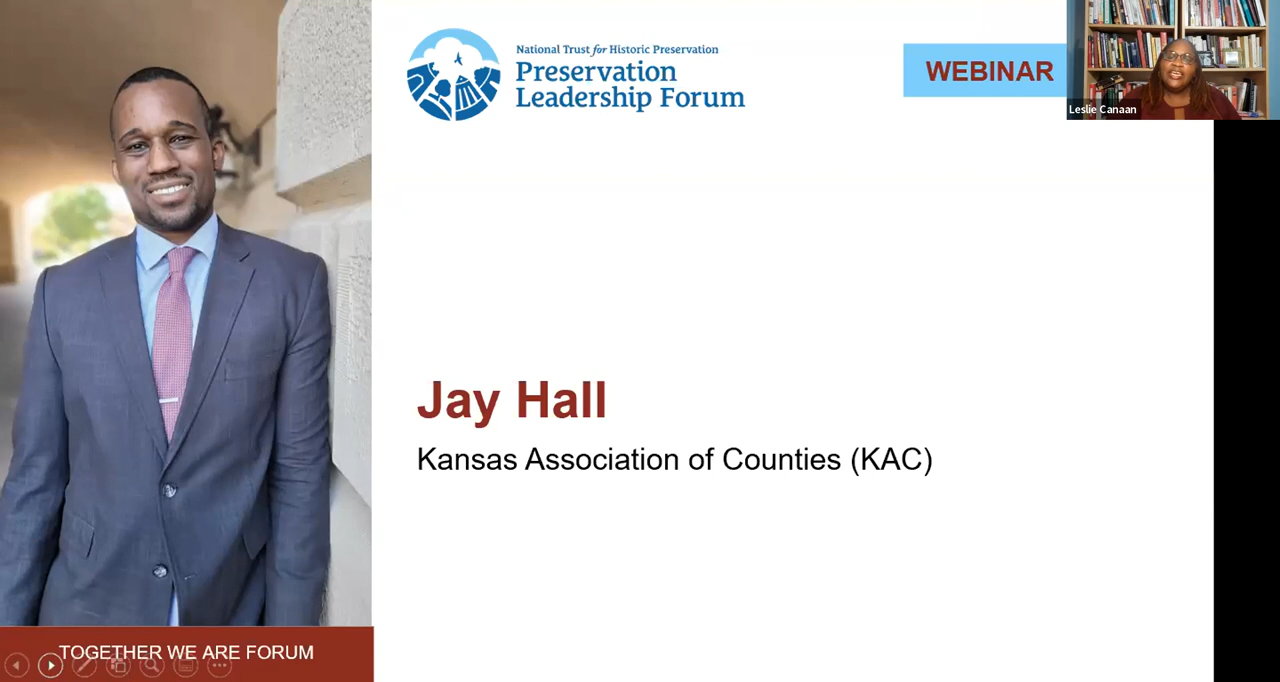 National Trust for Historic Preservation
Preservation
Leadership Forum
WEBINAR
Leslie Canaan
Jay Hall
Kansas Association of Counties (KAC)
TOGETHER WE ARE FORUM